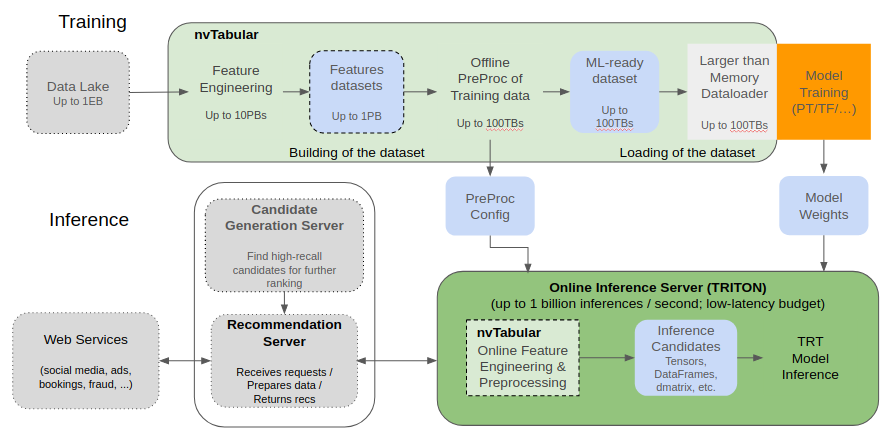 Training
nvTabular
Data Lake
Up to 1EB
Feature
Engineering
Up to 10PBs
Features
datasets
Up to 1PB
Offline
PreProc of
Training data
Up to 100TBs
ML-ready
dataset
Up to
100TBs
Larger than
Memory
Dataloader
Up to 100TBs
Model
Training
(PT/TF/...)
Building of the dataset
Loading of the dataset
PreProc
Config
Model
Weights
Inference
Candidate
Generation Server
Find high-recall
candidates for further
ranking
Web Services
(social media, ads,
bookings, fraud, ...)
Recommendation
Server
Receives requests /
Prepares data /
Returns recs
Online Inference Server (TRITON)
(up to 1 billion inferences / second; low-latency budget)
nvTabular
Online Feature
Engineering &
Preprocessing
Inference
Candidates
Tensors,
DataFrames,
dmatrix, etc.
TRT
Model
Inference